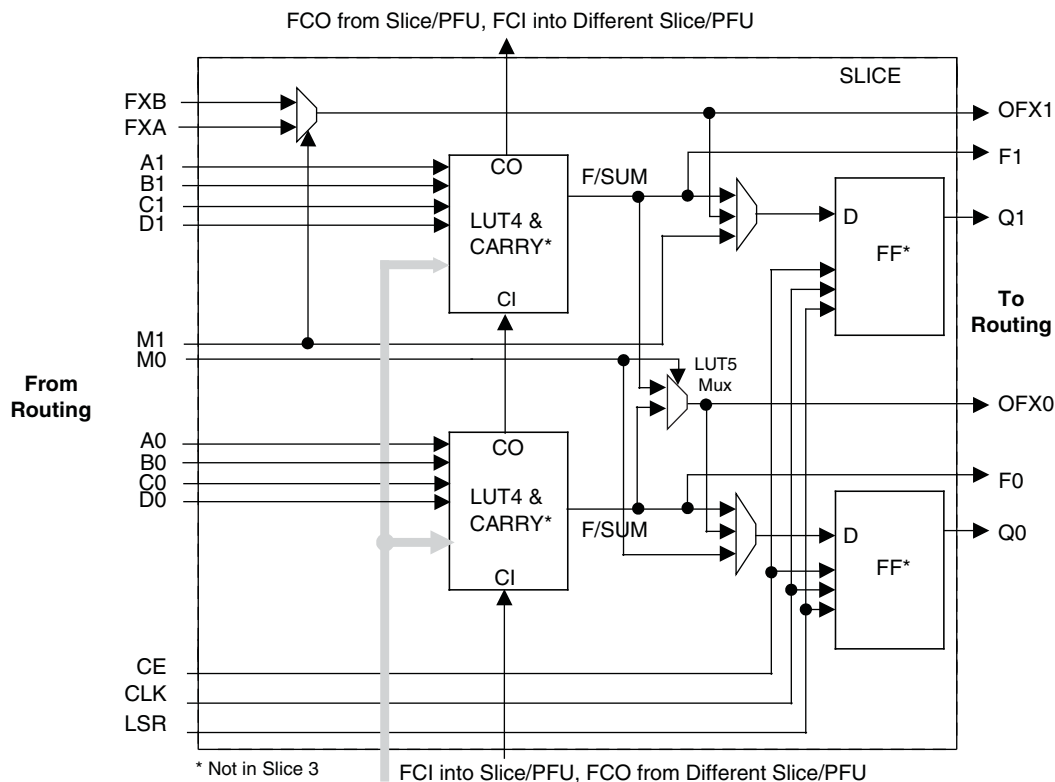 FCO from Slice/PFU, FCI into Different Slice/PFU
SLICE
FXB
FXA
OFX1
F1
A1
B1
C1
D1
CO
LUT4 &
CARRY*
CI
F/SUM
D
FF*
Q1
To
Routing
M1
M0
From
Routing
LUT5
Mux
OFX0
A0
B0
C0
D0
CO
LUT4 &
CARRY*
CI
F/SUM
F0
D
FF*
Q0
CE
CLK
LSR
* Not in Slice 3
FCI into Slice/PFU, FCO from Different Slice/PFU